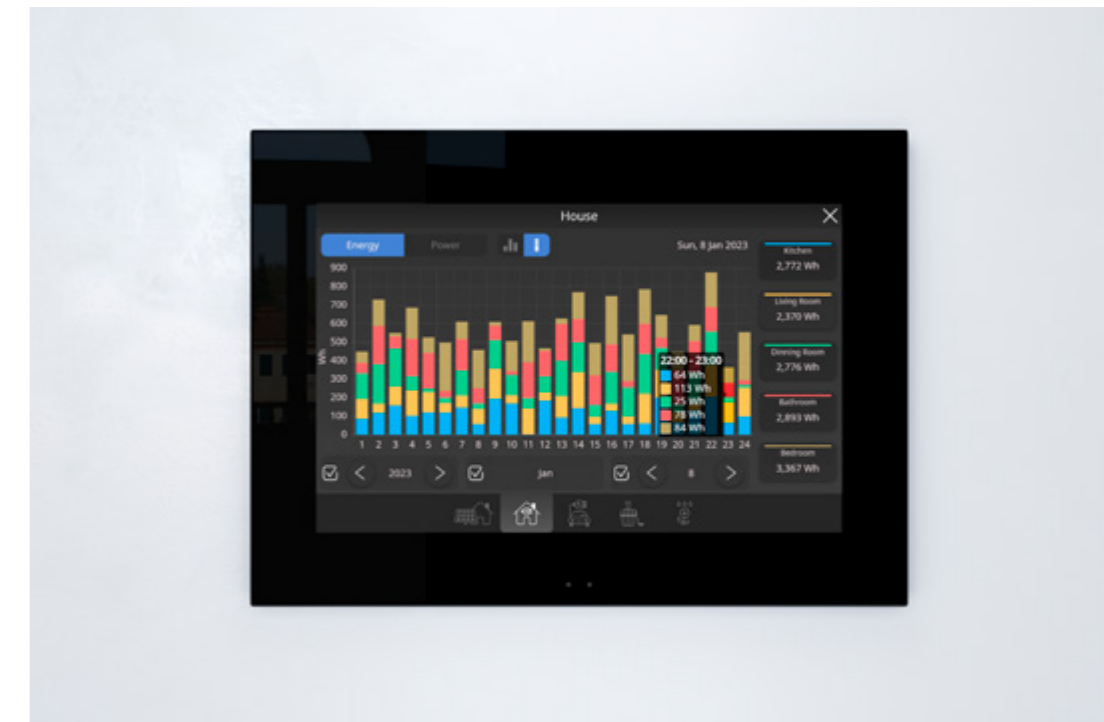 House
Energy Power Sun, 8 Jan 2023
Kitchen
2,772 Wh
Living Room
2,370 Wh
Dinning Room
2,776 Wh
Bathroom
2,893 Wh
Bedroom
3,367 Wh
Wh
900
800
700
600
500
400
300
200
100
0
22:00 - 23:00
64 Wh
113 Wh
25 Wh
78 Wh
84 Wh
1 2 3 4 5 6 7 8 9 10 11 12 13 14 15 16 17 18 19 20 21 22 23 24
2023 Jan 8